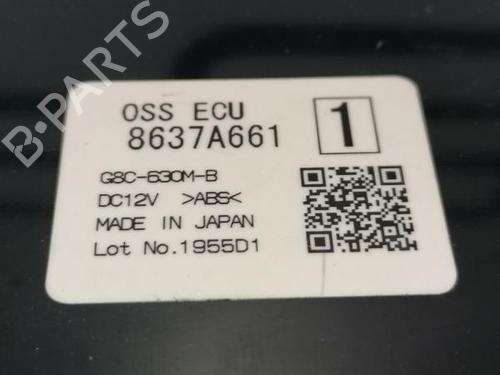 B-PARTS
OSS ECU
8637A661
1
G8C-630M-B
DC12V >ABS<
MADE IN JAPAN
Lot No.1955D1